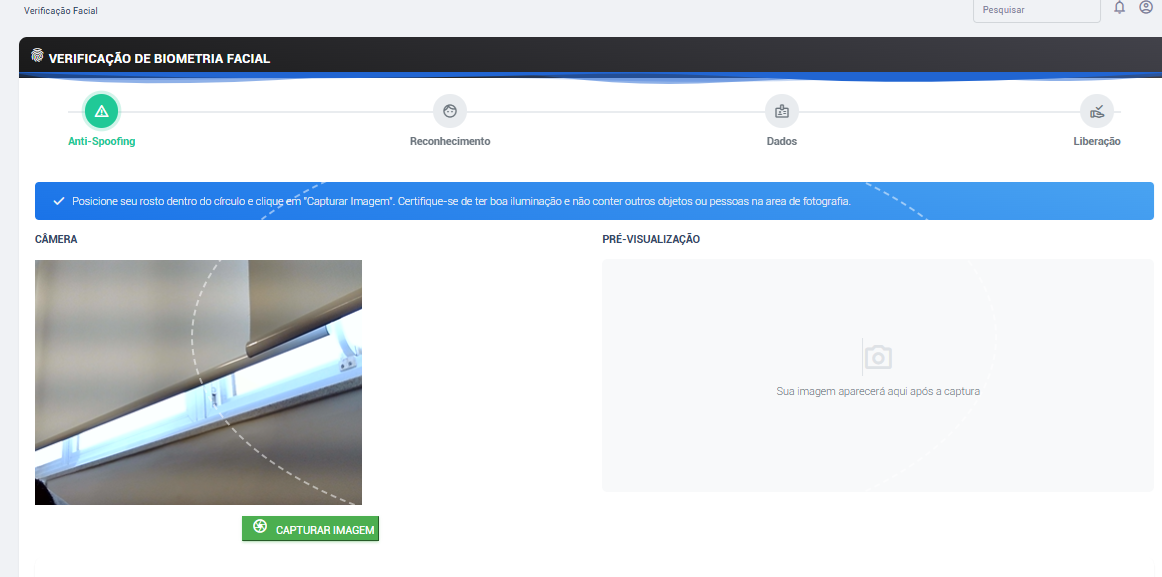 Verificação Facial
Pesquisar
VERIFICAÇÃO DE BIOMETRIA FACIAL
Anti-Spoofing
Reconhecimento
Dados
Liberação
Posicione seu rosto dentro do círculo e clique em "Capturar Imagem". Certifique-se de ter boa iluminação e não conter outros objetos ou pessoas na area de fotografia.
CÂMERA
PRÉ-VISUALIZAÇÃO
Sua imagem aparecerá aqui após a captura
CAPTURAR IMAGEM